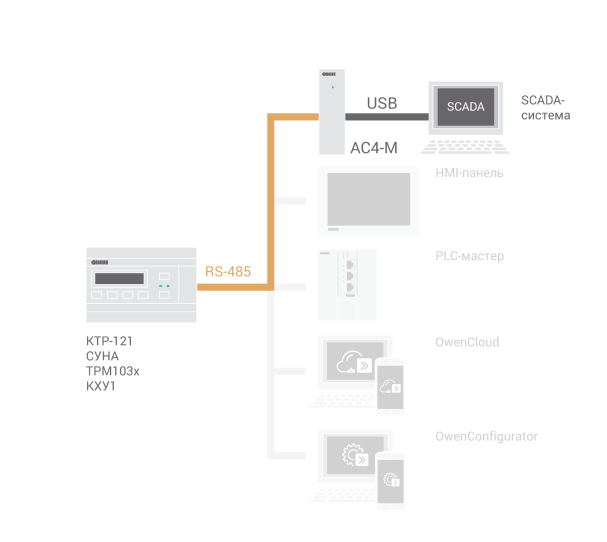 USB
SCADA
SCADA-
система
АС4-М
HMI-панель
PLC-мастер
RS-485
КТР-121
СУНА
ТРМ103х
КХУ1
OwenCloud
OwenConfigurator